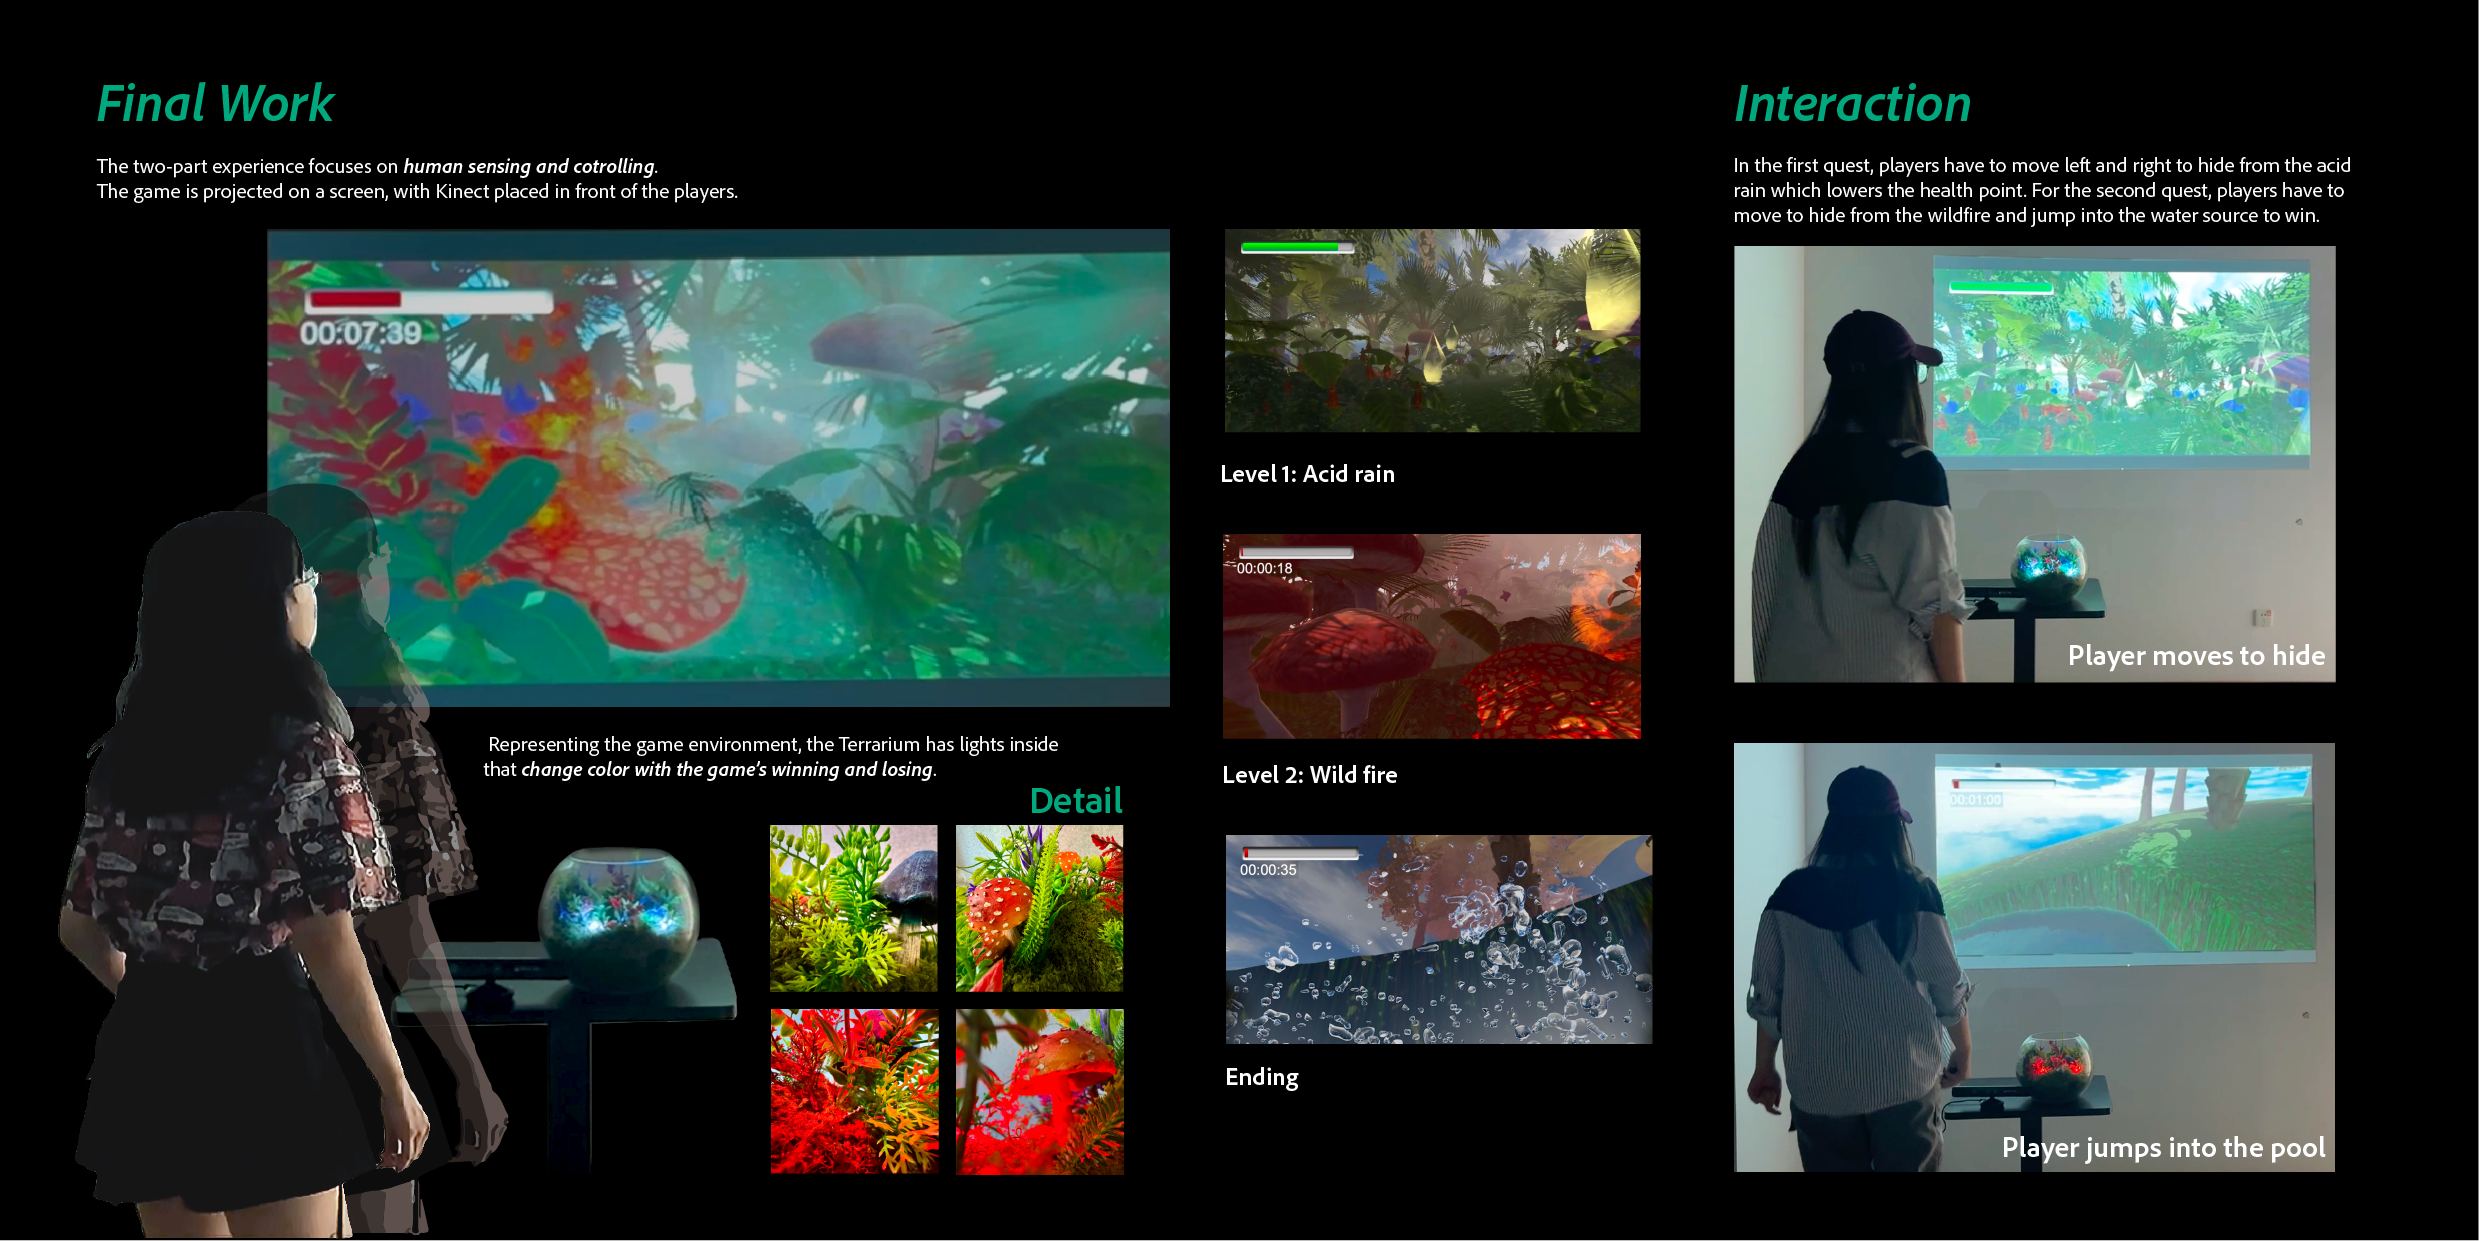 Final Work
The two-part experience focuses on human sensing and cotrolling.
The game is projected on a screen, with Kinect placed in front of the players.
00:07:39
Representing the game environment, the Terrarium has lights inside
that change color with the game's winning and losing.
Detail
Level 1: Acid rain
00:00:18
Level 2: Wild fire
00:00:35
Ending
Interaction
In the first quest, players have to move left and right to hide from the acid
rain which lowers the health point. For the second quest, players have to
move to hide from the wildfire and jump into the water source to win.
Player moves to hide
00:01:00
Player jumps into the pool